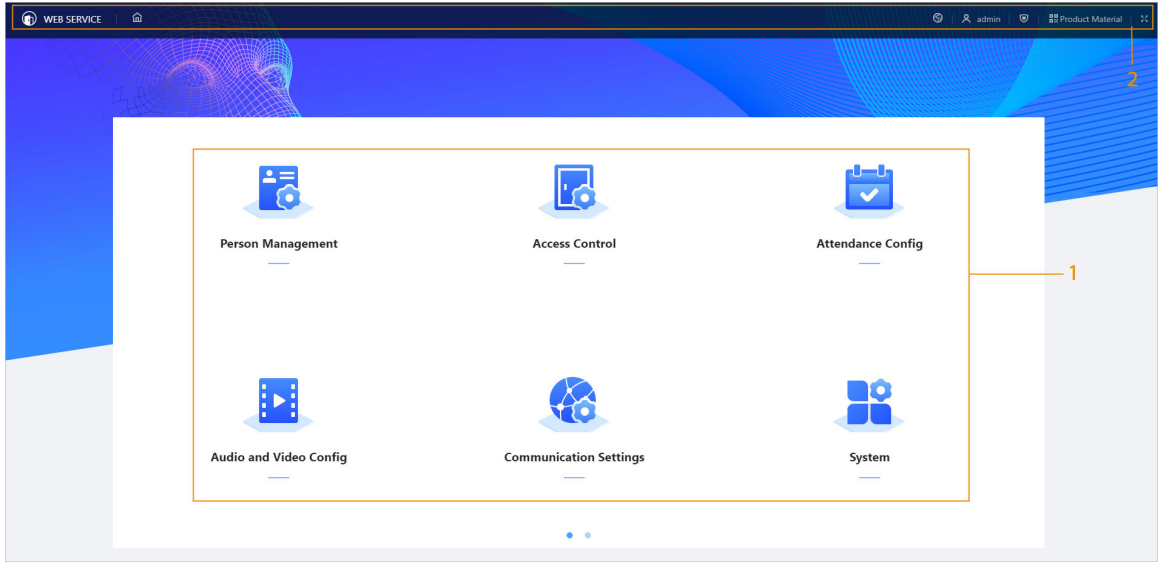 WEB SERVICE admin Product Material
2
Person Management Access Control Attendance Config
1
Audio and Video Config Communication Settings System